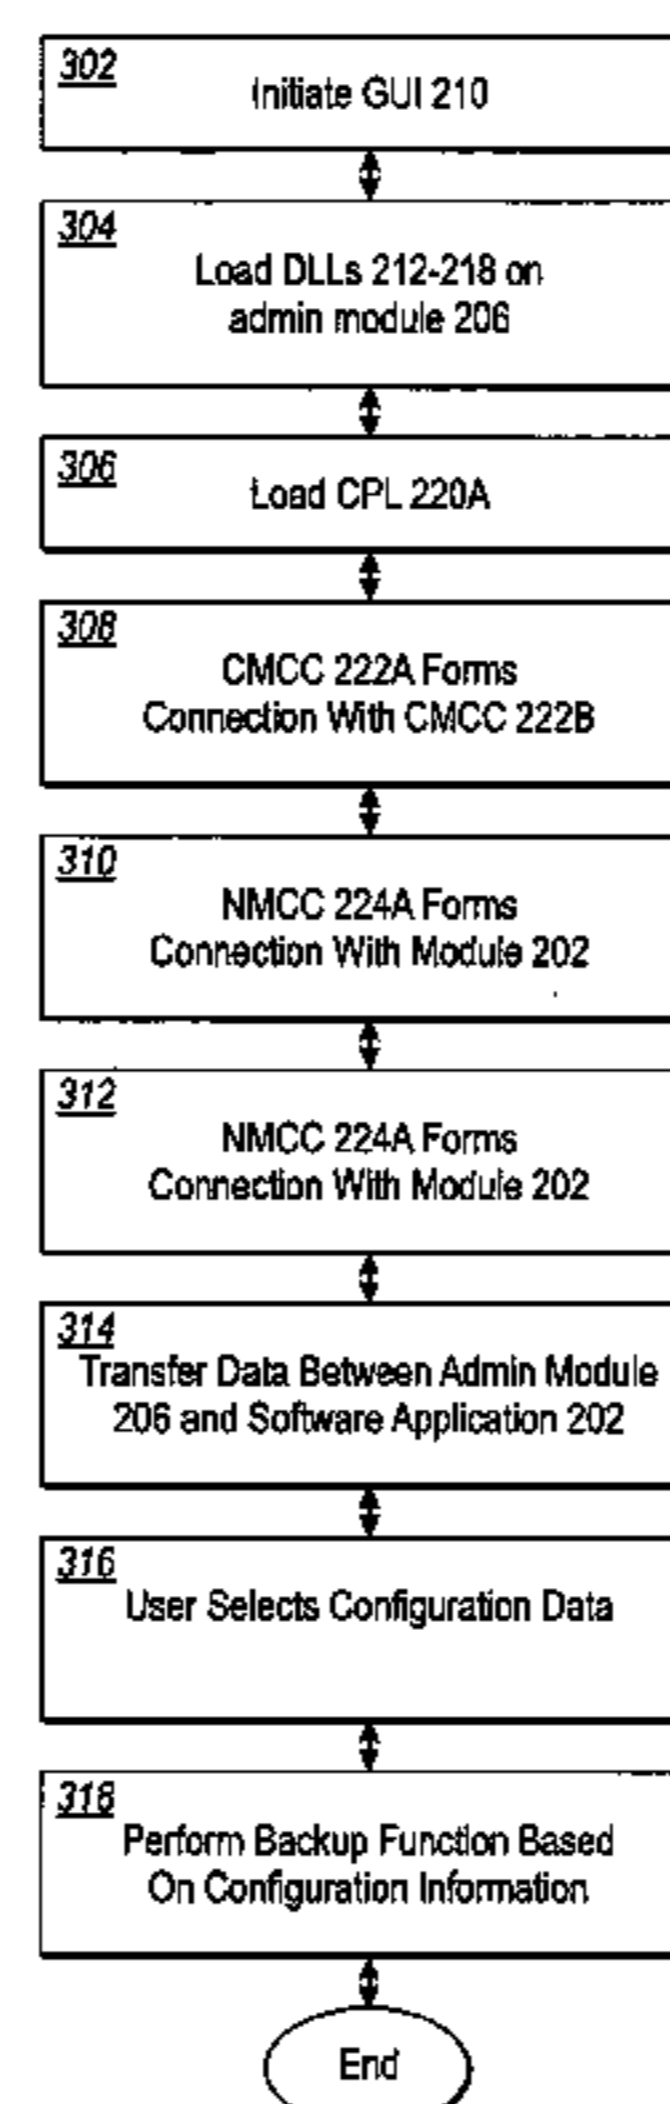 302
Initiate GUI 210
304
Load DLLs 212-218 on
admin module 206
306
Load CPL 220A
308
CMCC 222A Forms
Connection With CMCC 222B
310
NMCC 224A Forms
Connection With Module 202
312
NMCC 224A Forms
Connection With Module 202
314
Transfer Data Between Admin Module
206 and Software Application 202
316
User Selects Configuration Data
318
Perform Backup Function Based
On Configuration Information
End